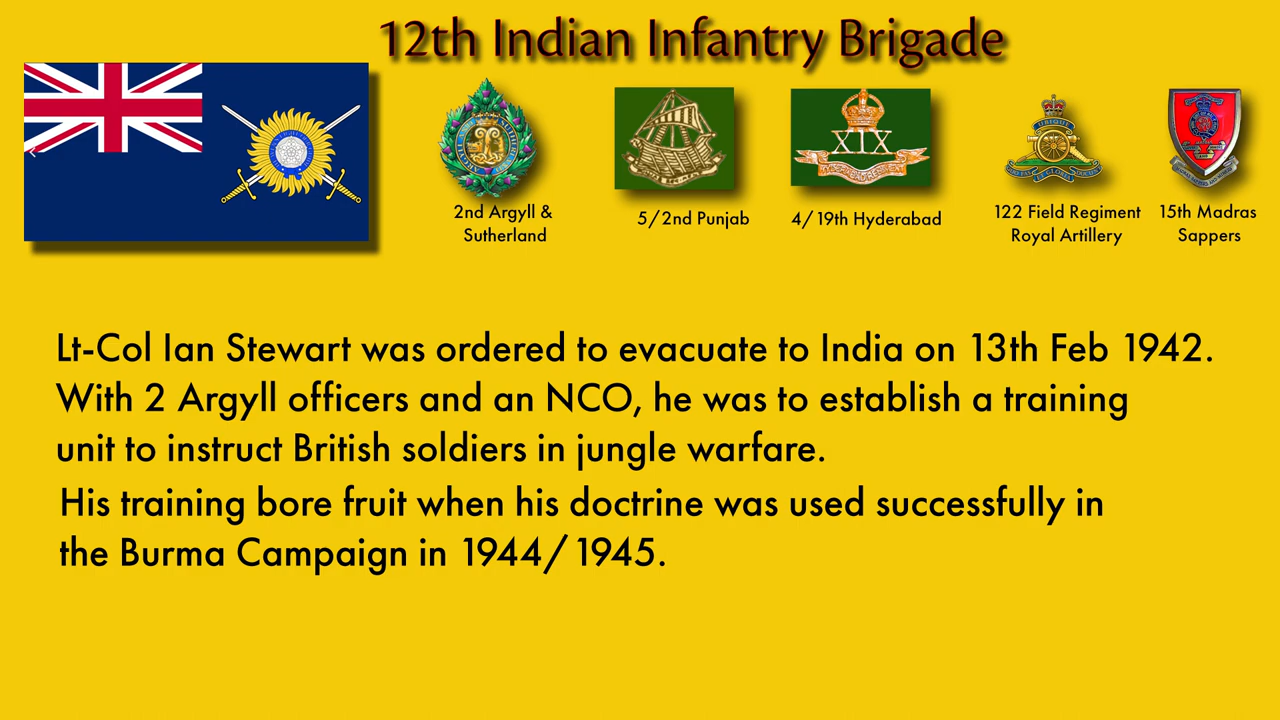 12th Indian Infantry Brigade
XIX
UBIQUE
2nd Argyll &
Sutherland
5/2nd Punjab
4/19th Hyderabad
122 Field Regiment
Royal Artillery
15th Madras
Sappers
Lt-Col Ian Stewart was ordered to evacuate to India on 13th Feb 1942.
With 2 Argyll officers and an NCO, he was to establish a training
unit to instruct British soldiers in jungle warfare.
His training bore fruit when his doctrine was used successfully in
the Burma Campaign in 1944/1945.